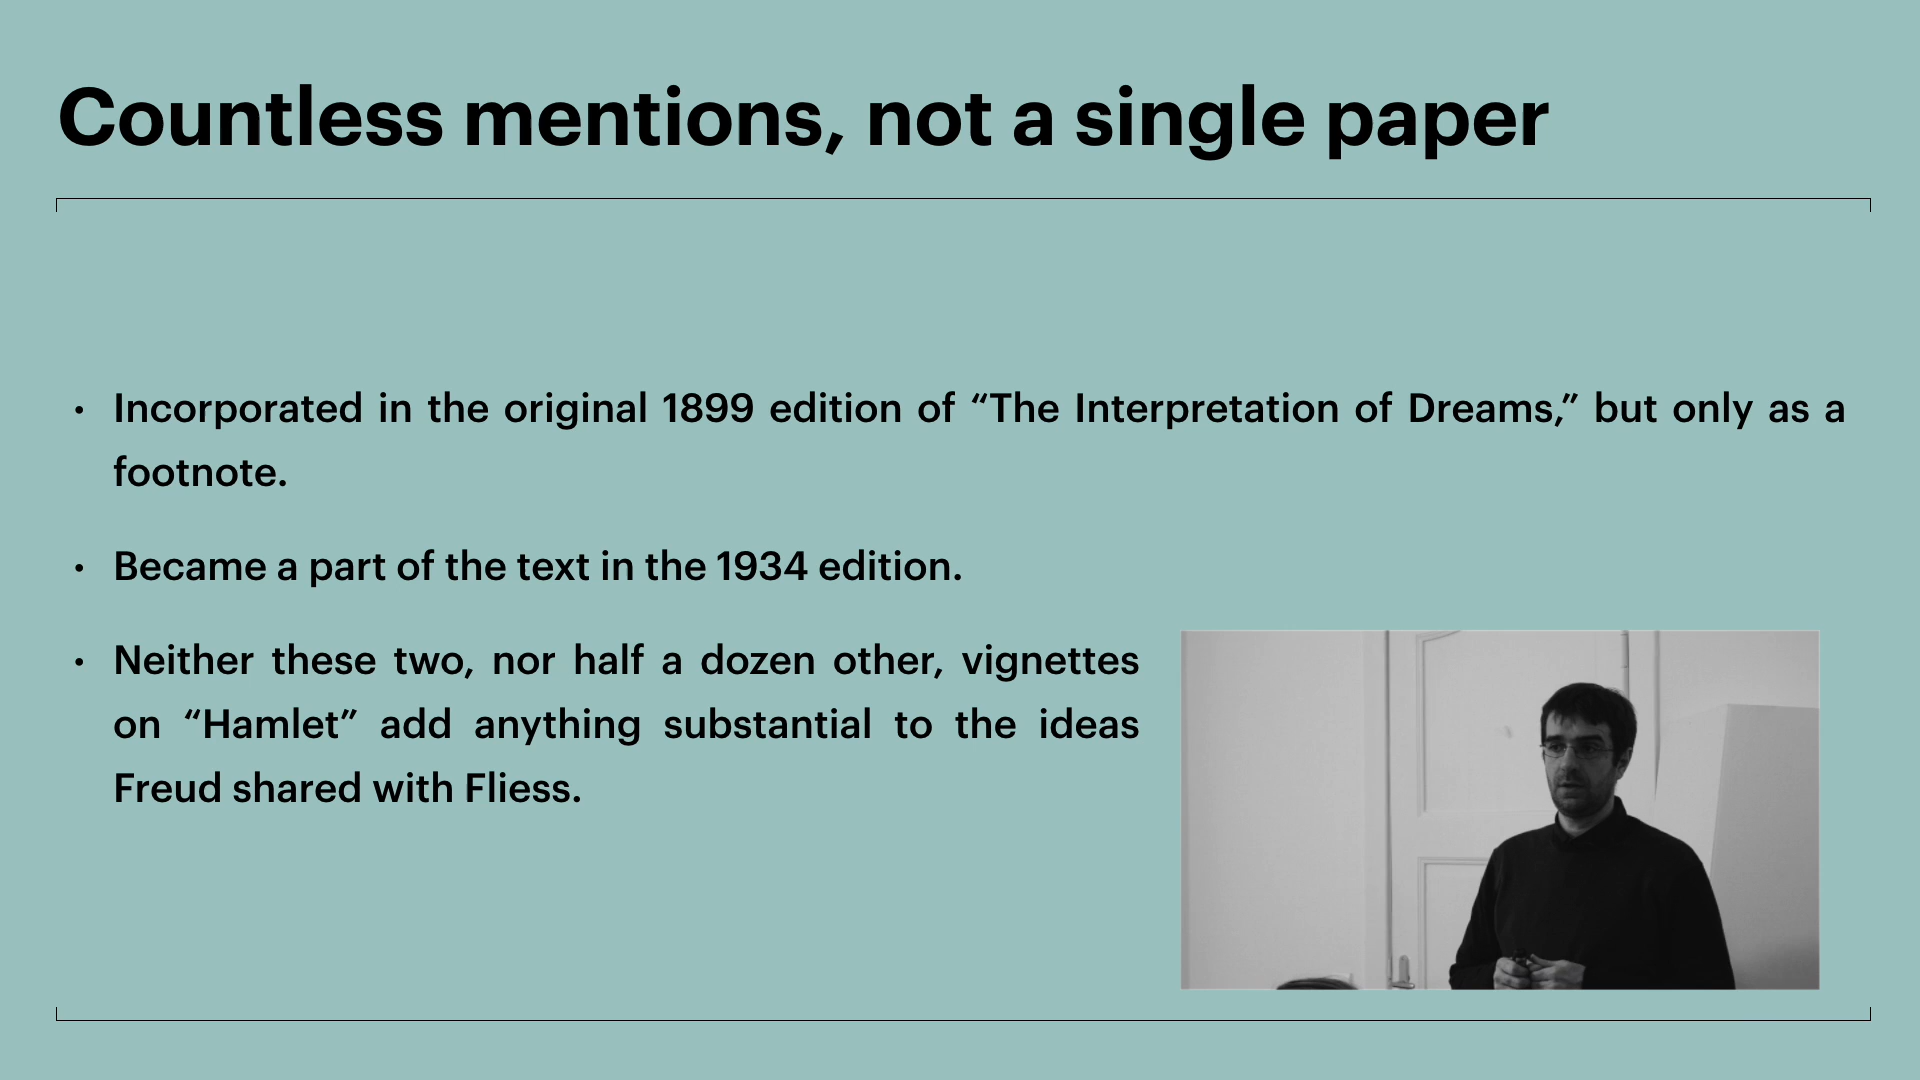 Countless mentions, not a single paper
• Incorporated in the original 1899 edition of “The Interpretation of Dreams,” but only as a
footnote.
• Became a part of the text in the 1934 edition.
• Neither these two, nor half a dozen other, vignettes
on “Hamlet” add anything substantial to the ideas
Freud shared with Fliess.